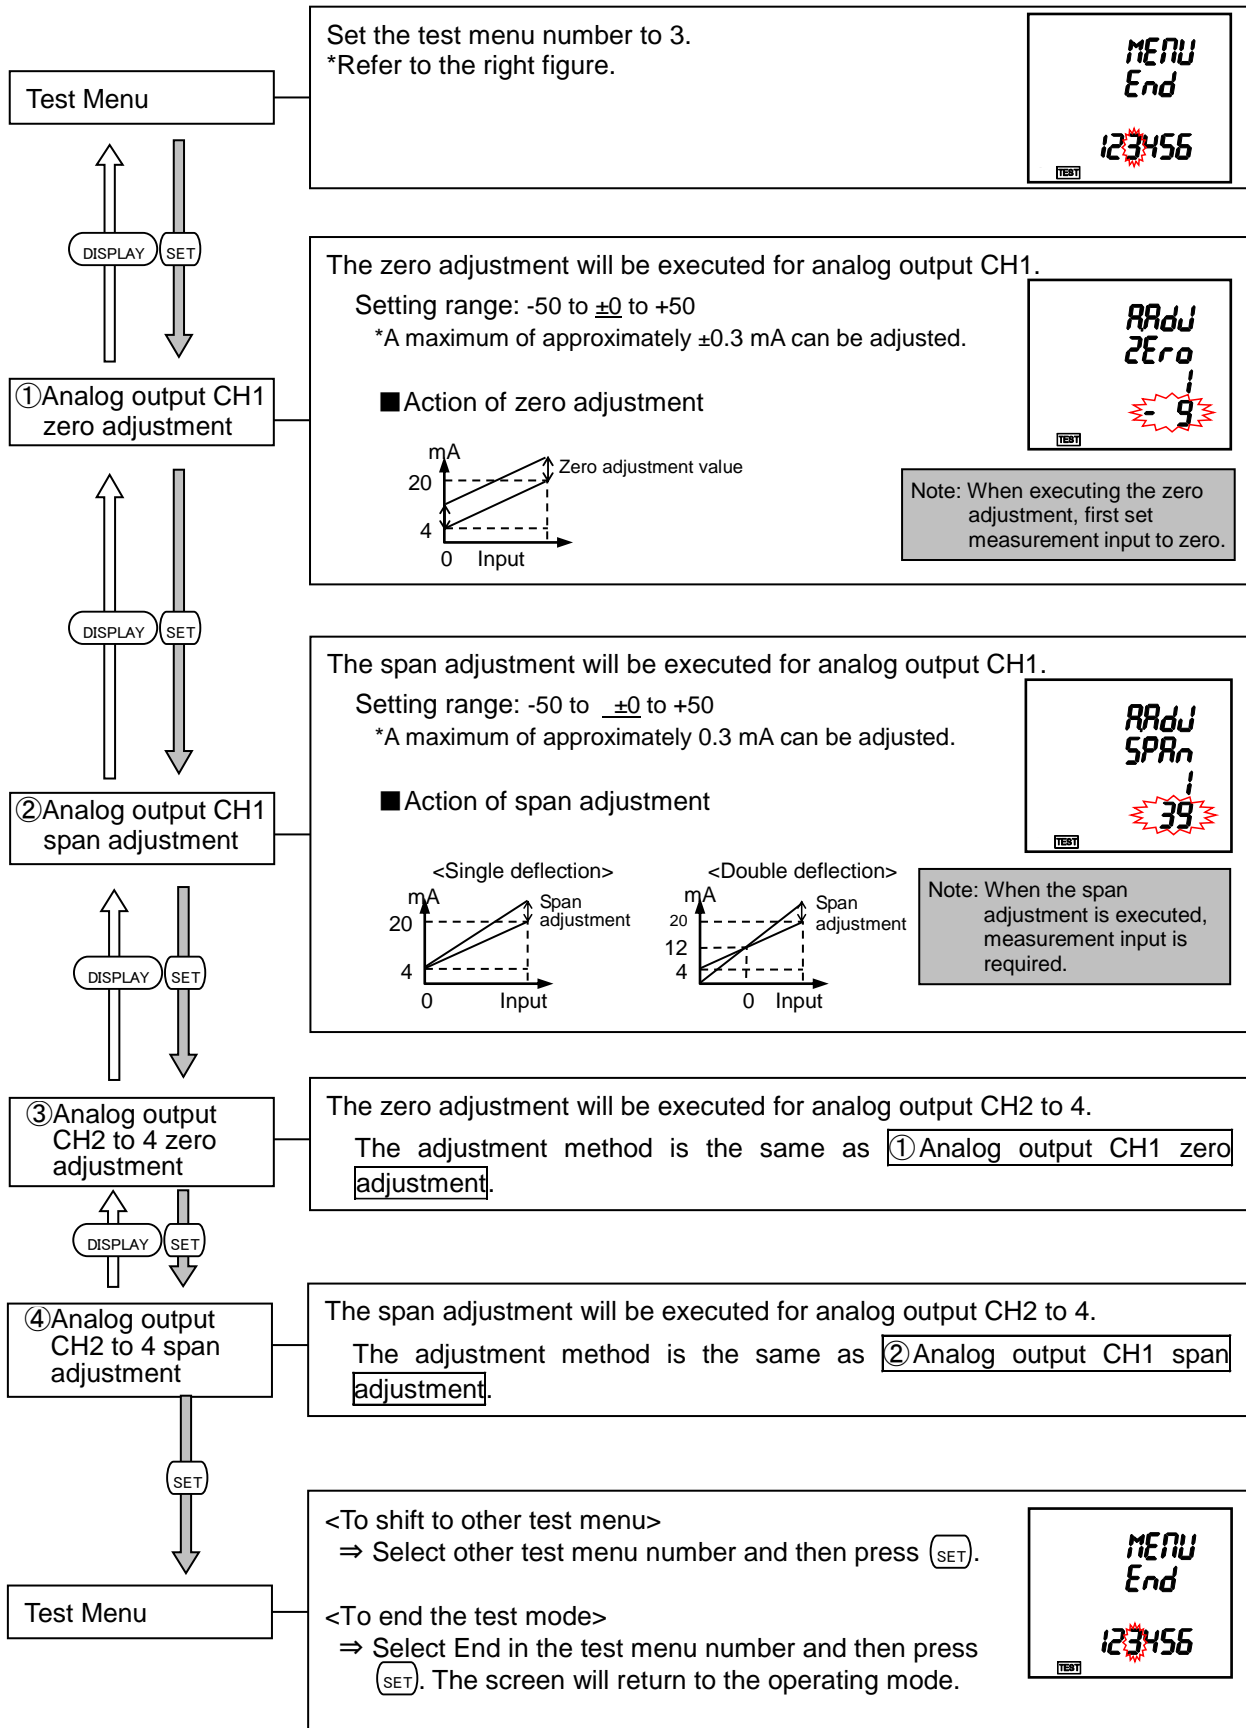 Test Menu
Set the test menu number to 3.
*Refer to the right figure.
MENU
End
123456
TEST
DISPLAY
SET
①Analog output CH1
zero adjustment
The zero adjustment will be executed for analog output CH1.
Setting range: -50 to ±0 to +50
*A maximum of approximately ±0.3 mA can be adjusted.
■Action of zero adjustment
mA
20
4
0
Input
Zero adjustment value
AAdJ
ZEro
1
- 9
TEST
Note: When executing the zero
adjustment, first set
measurement input to zero.
DISPLAY
SET
②Analog output CH1
span adjustment
The span adjustment will be executed for analog output CH1.
Setting range: -50 to ±0 to +50
*A maximum of approximately 0.3 mA can be adjusted.
■Action of span adjustment
<Single deflection>
mA
20
4
0
Input
Span
adjustment
<Double deflection>
mA
20
12
4
0
Input
Span
adjustment
AAdJ
SPAn
1
39
TEST
Note: When the span
adjustment is executed,
measurement input is
required.
DISPLAY
SET
③Analog output
CH2 to 4 zero
adjustment
The zero adjustment will be executed for analog output CH2 to 4.
The adjustment method is the same as ①Analog output CH1 zero
adjustment.
DISPLAY
SET
④Analog output
CH2 to 4 span
adjustment
The span adjustment will be executed for analog output CH2 to 4.
The adjustment method is the same as ②Analog output CH1 span
adjustment.
SET
Test Menu
<To shift to other test menu>
⇒ Select other test menu number and then press SET.
<To end the test mode>
⇒ Select End in the test menu number and then press
SET. The screen will return to the operating mode.
MENU
End
123456
TEST